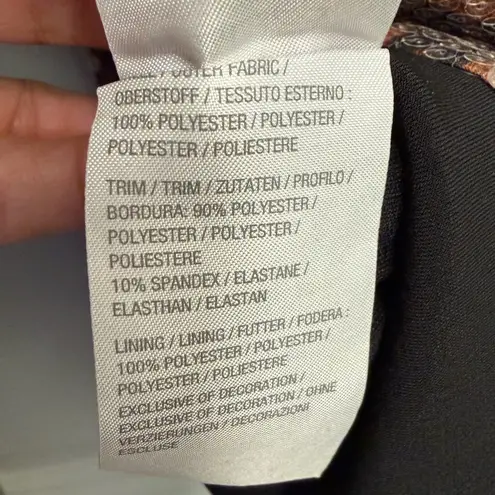 OUTER FABRIC /
OBERSTOFF / TESSUTO ESTERNO :
100% POLYESTER / POLYESTER /
POLYESTER / POLIESTERE
TRIM / TRIM / ZUTATEN / PROFILO /
BORDURA: 90% POLYESTER /
POLYESTER / POLYESTER /
POLIESTERE
10% SPANDEX / ELASTANE /
ELASTHAN / ELASTAN
LINING / LINING / FUTTER / FODERA :
100% POLYESTER / POLYESTER /
POLYESTER / POLIESTERE
EXCLUSIVE OF DECORATION /
EXCLUSIVE OF DECORATION / OHNE
VERZIERUNGEN / DECORAZIONI
ESCLUSE